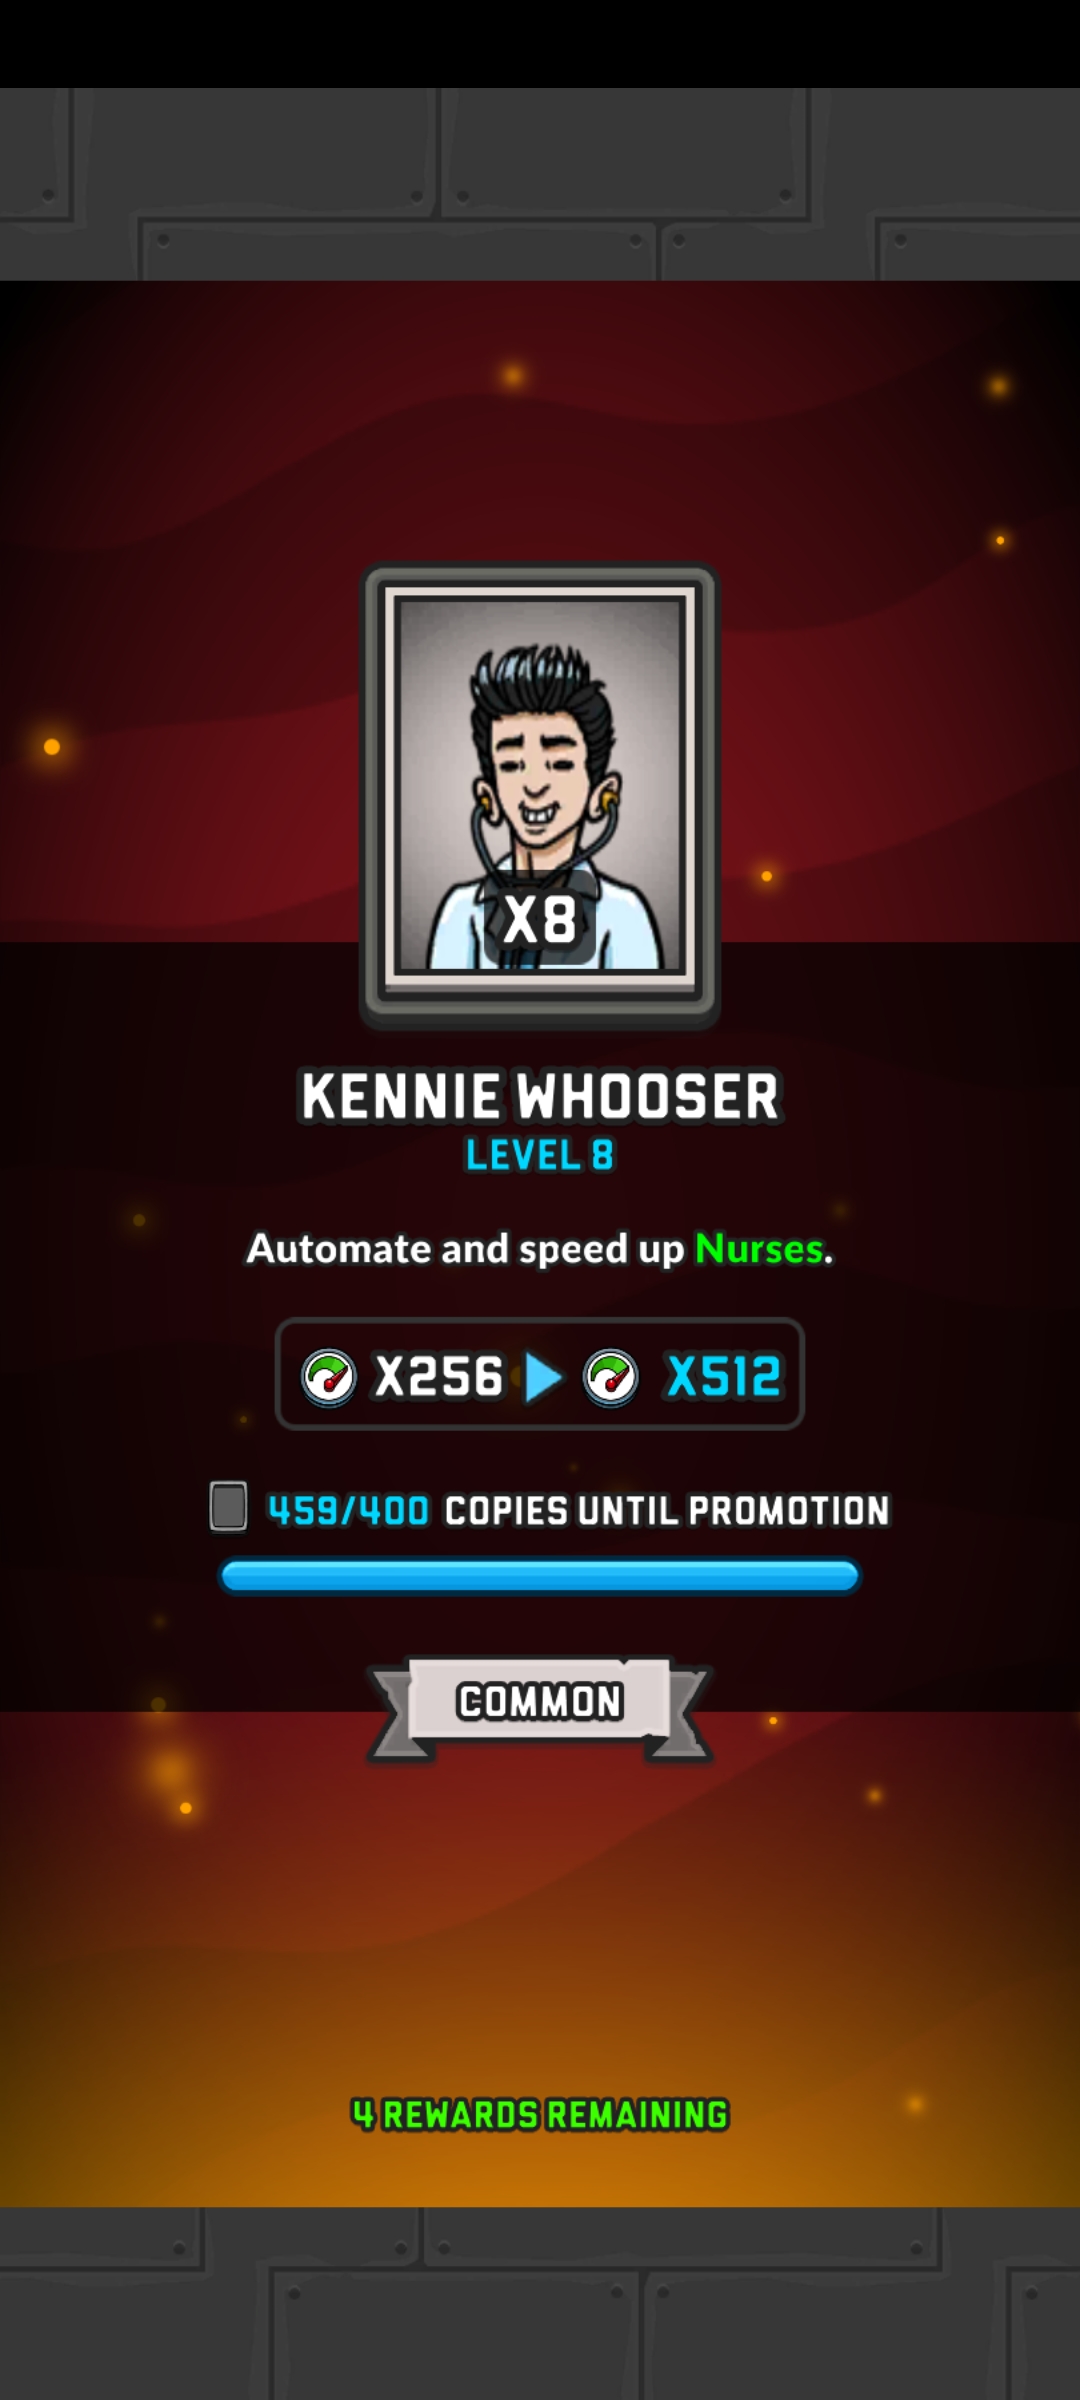 X8
KENNIE WHOOSER
LEVEL 8
Automate and speed up Nurses.
X256 X512
459/400 COPIES UNTIL PROMOTION
COMMON
4 REWARDS REMAINING